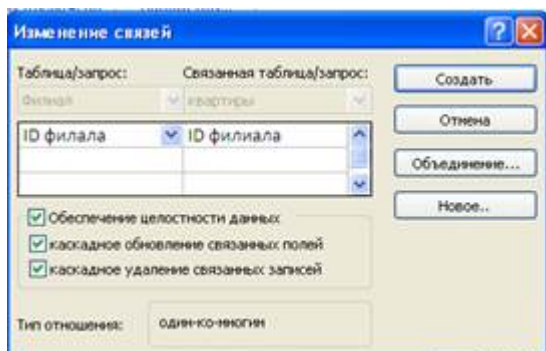 Изменение связей
Таблица/запрос: Связанная таблица/запрос:
Филиал квартиры
ID филала ID филиала
Обеспечение целостности данных
каскадное обновление связанных полей
каскадное удаление связанных записей
Тип отношения: один-ко-многим
Создать
Отмена
Объединение...
Новое..